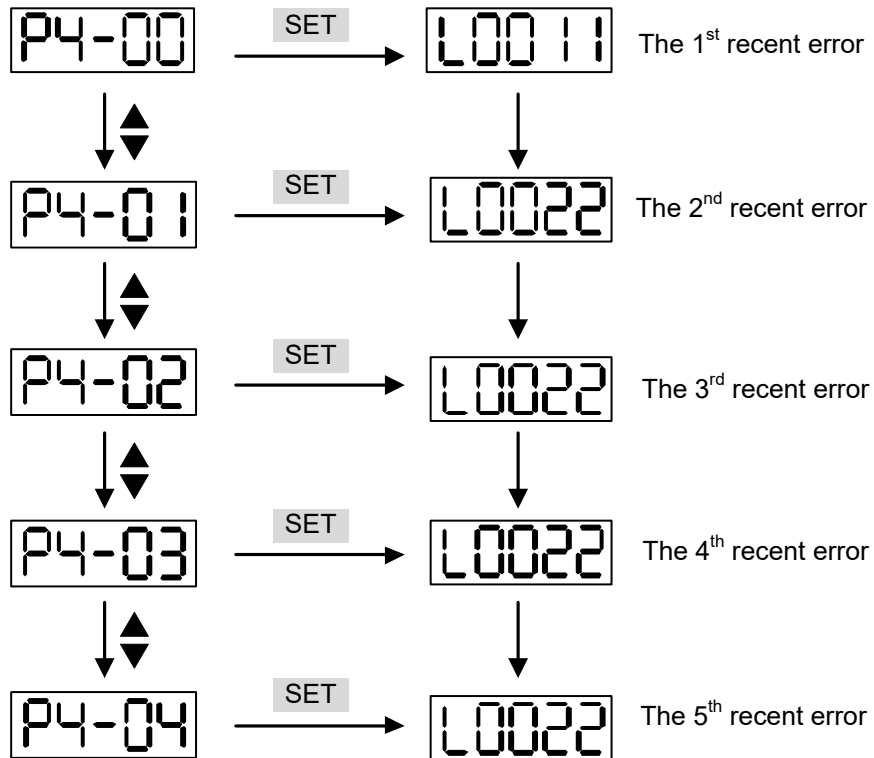 P4-00 SET L0011 The 1st recent error
P4-01 SET L0022 The 2nd recent error
P4-02 SET L0022 The 3rd recent error
P4-03 SET L0022 The 4th recent error
P4-04 SET L0022 The 5th recent error